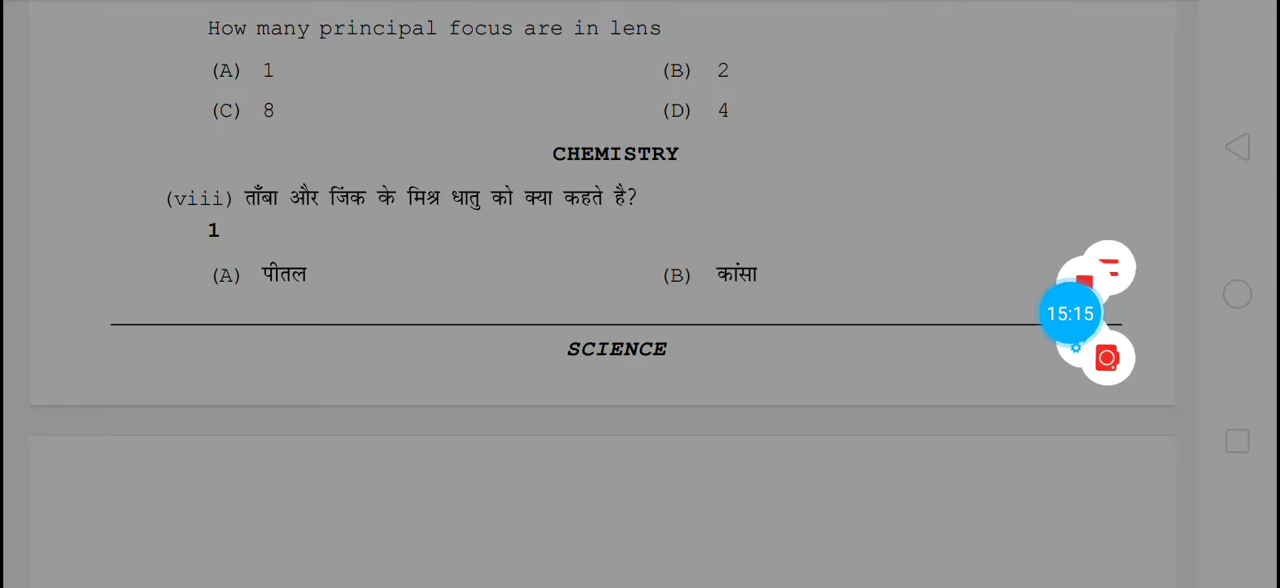 How many principal focus are in lens
(A) 1 (B) 2
(C) 8 (D) 4
CHEMISTRY
(viii) ताँबा और जिंक के मिश्र धातु को क्या कहते है?
1
(A) पीतल (B) कांसा
15:15
SCIENCE